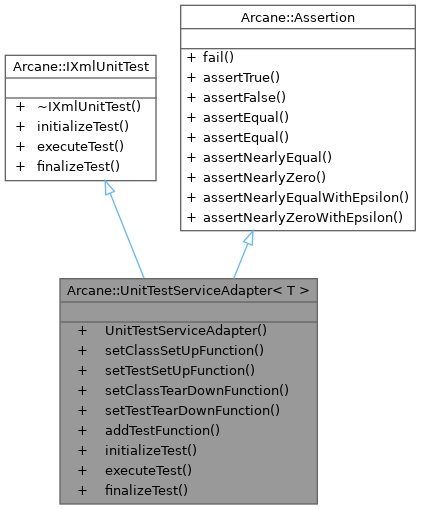 Arcane::IXmlUnitTest
+ ~IXmlUnitTest()
+ initializeTest()
+ executeTest()
+ finalizeTest()
Arcane::Assertion
+ fail()
+ assertTrue()
+ assertFalse()
+ assertEqual()
+ assertEqual()
+ assertNearlyEqual()
+ assertNearlyZero()
+ assertNearlyEqualWithEpsilon()
+ assertNearlyZeroWithEpsilon()
Arcane::UnitTestServiceAdapter< T >
+ UnitTestServiceAdapter()
+ setClassSetUpFunction()
+ setTestSetUpFunction()
+ setClassTearDownFunction()
+ setTestTearDownFunction()
+ addTestFunction()
+ initializeTest()
+ executeTest()
+ finalizeTest()